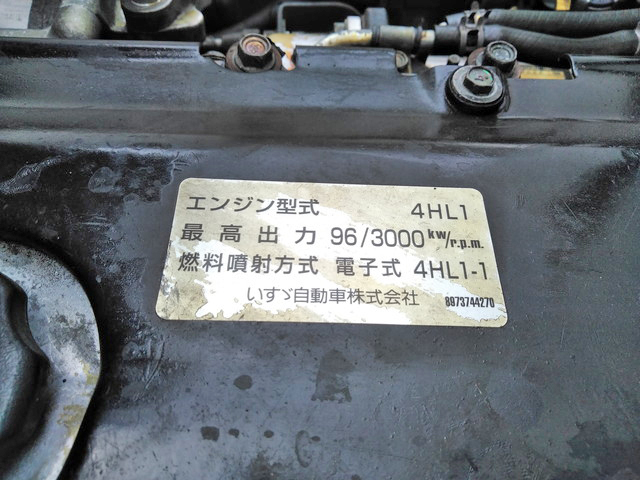 エンジン型式 4HL1
最高出力 96/3000kw/r.p.m.
燃料噴射方式 電子式 4HL1-1
いすゞ自動車株式会社 8973744270